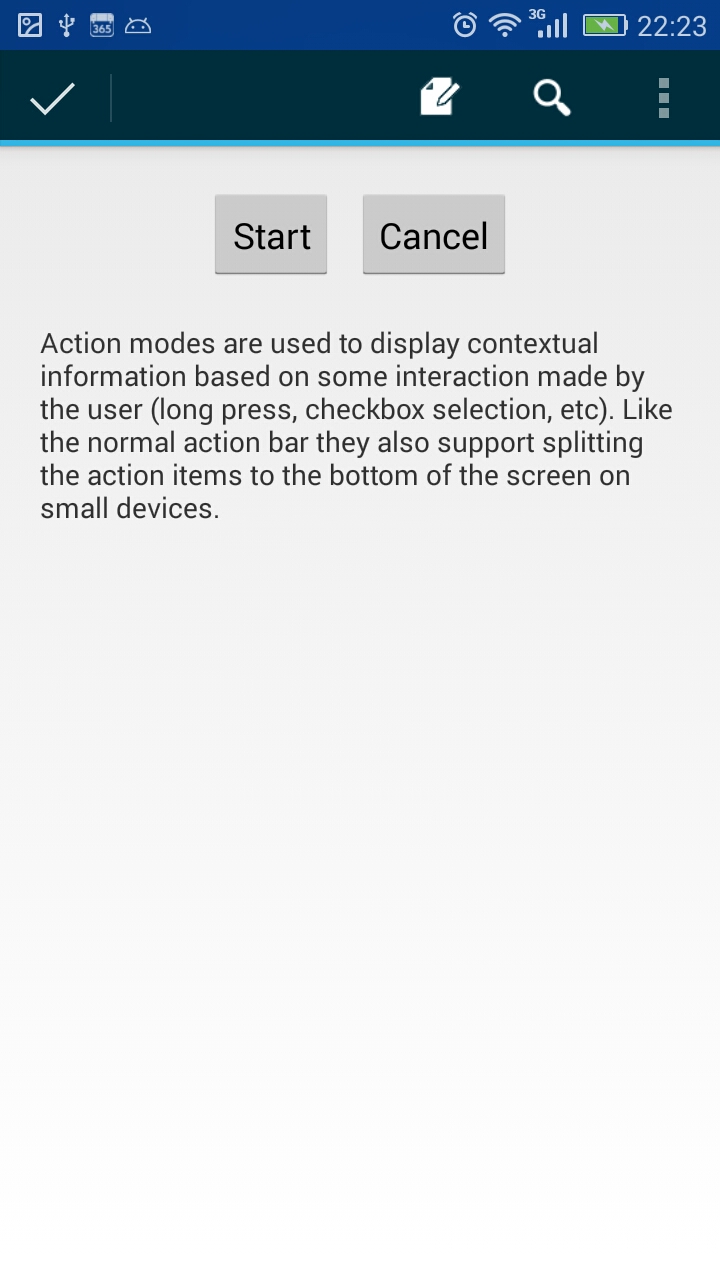 365 3G 22:23
Start Cancel
Action modes are used to display contextual
information based on some interaction made by
the user (long press, checkbox selection, etc). Like
the normal action bar they also support splitting
the action items to the bottom of the screen on
small devices.